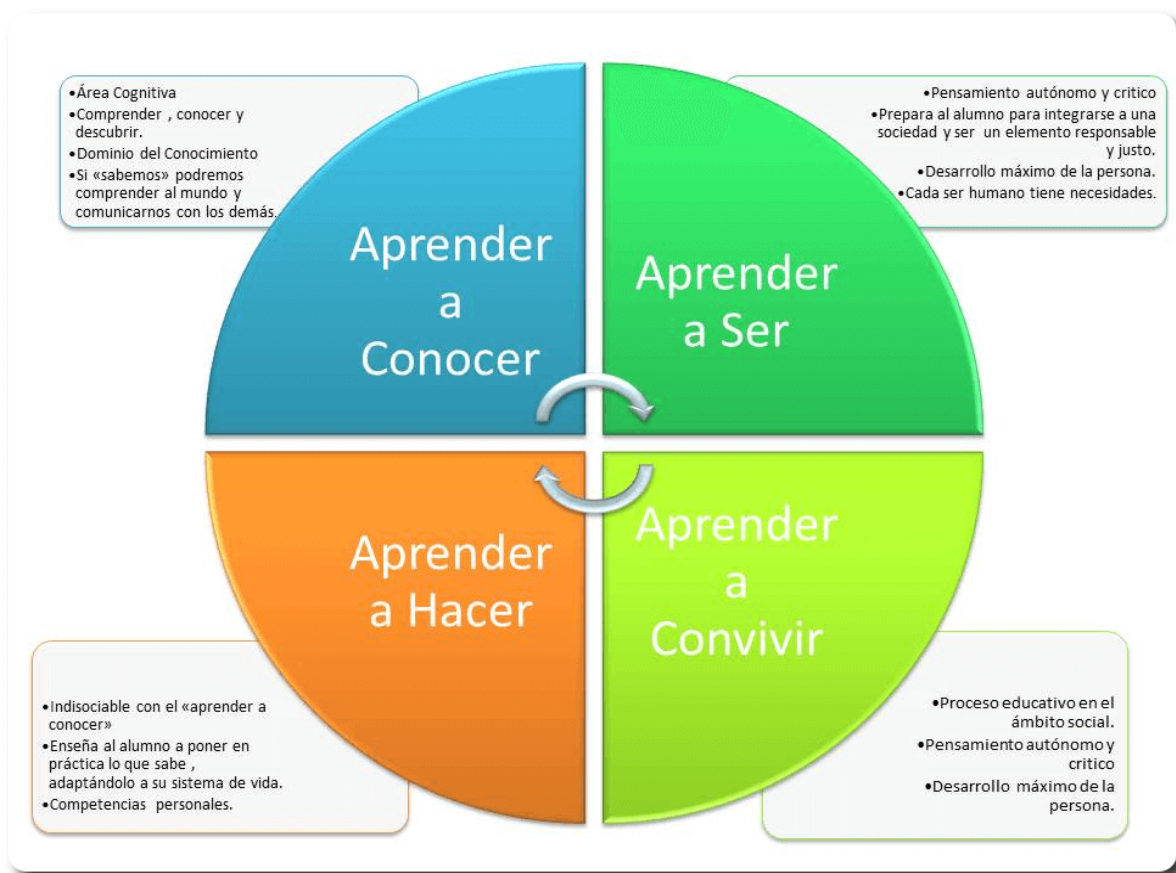 •Área Cognitiva
•Comprender , conocer y
descubrir.
•Dominio del Conocimiento
•Si «sabemos» podremos
comprender al mundo y
comunicarnos con los demás.
Aprender
a
Conocer
•Pensamiento autónomo y critico
•Prepara al alumno para integrarse a una
sociedad y ser un elemento responsable
y justo.
•Desarrollo máximo de la persona.
•Cada ser humano tiene necesidades.
Aprender
a Ser
Aprender
a Hacer
•Indisociable con el «aprender a
conocer»
•Enseña al alumno a poner en
práctica lo que sabe ,
adaptándolo a su sistema de vida.
•Competencias personales.
Aprender
a
Convivir
•Proceso educativo en el
ámbito social.
•Pensamiento autónomo y
critico
•Desarrollo máximo de la
persona.